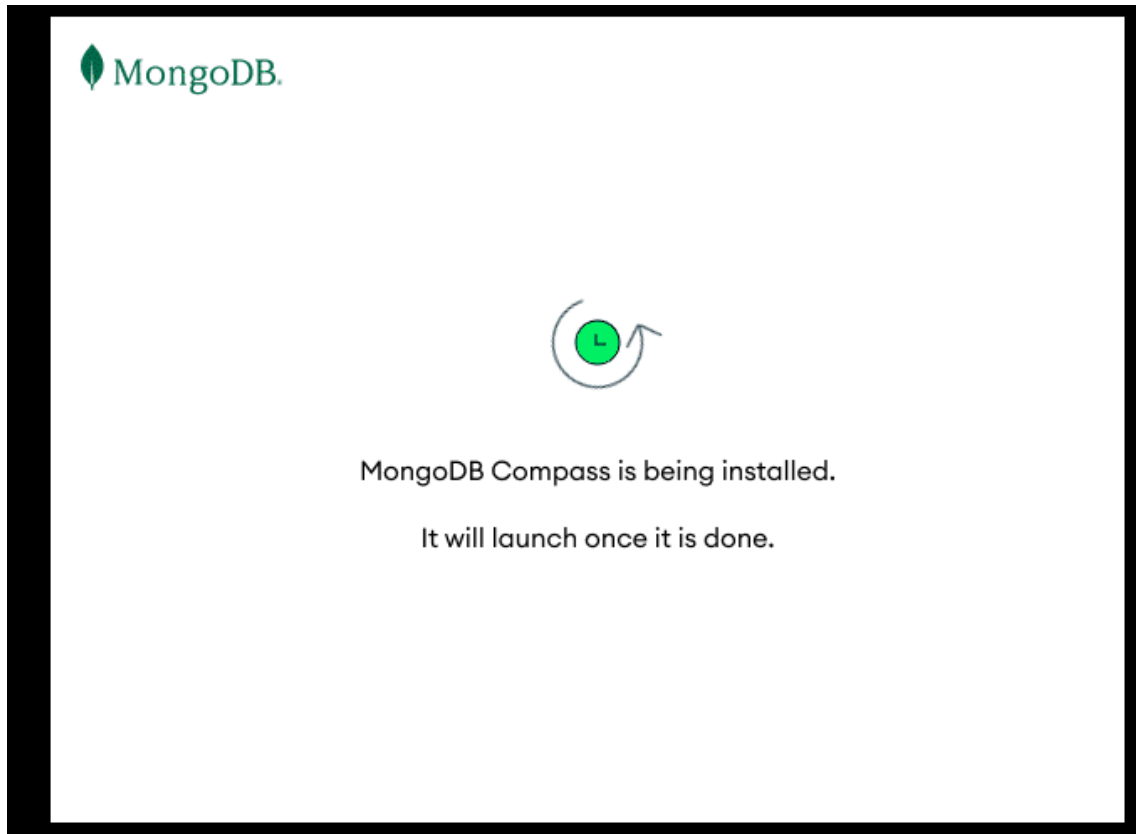 MongoDB.
MongoDB Compass is being installed.
It will launch once it is done.